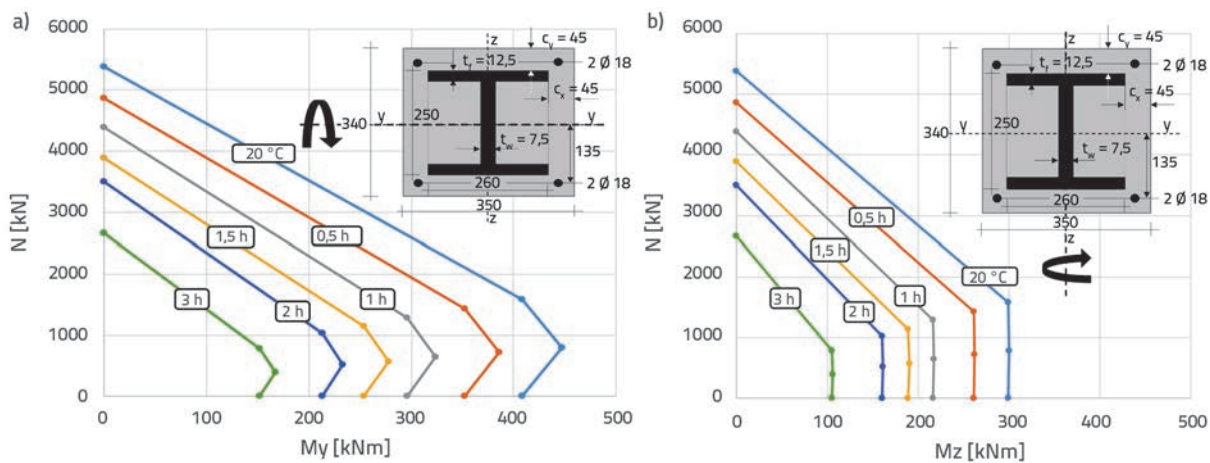 a)
N [kN]
6000
5000
4000
3000
2000
1000
0
0 100 200 300 400 500
My [kNm]
20 °C
0,5 h
1 h
1,5 h
2 h
3 h
z
c_y = 45
t_f = 12,5
2 Ø 18
c_x = 45
340
y
y
250
t_w = 7,5
135
260
2 Ø 18
350
z
b)
N [kN]
6000
5000
4000
3000
2000
1000
0
0 100 200 300 400 500
Mz [kNm]
20 °C
0,5 h
1 h
1,5 h
2 h
3 h
z
c_y = 45
t_f = 12,5
2 Ø 18
c_x = 45
340
y
y
250
t_w = 7,5
135
260
2 Ø 18
350
z